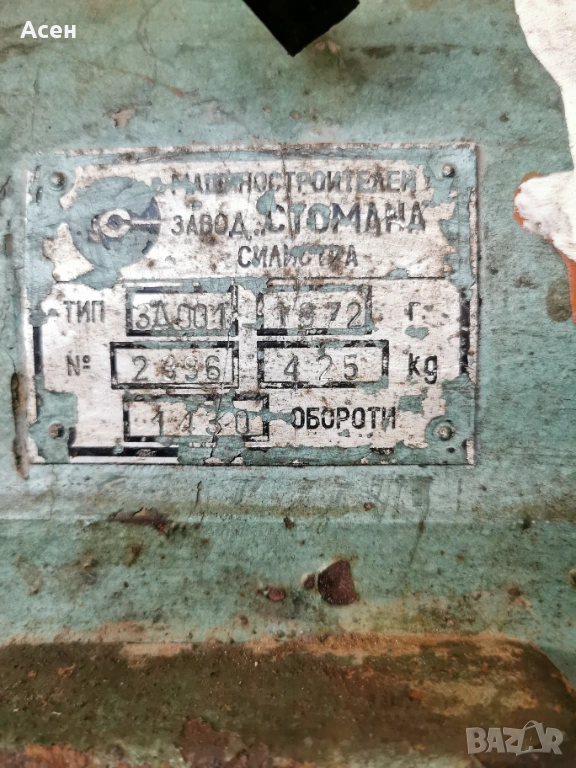 Асен
МАШИНОСТРОИТЕЛЕН
ЗАВОД „СТОМАНА
СИЛИСТРА
ТИП 3Д001 1972 г.
№ 2896 425 kg
1430 ОБОРОТИ
BAZAR